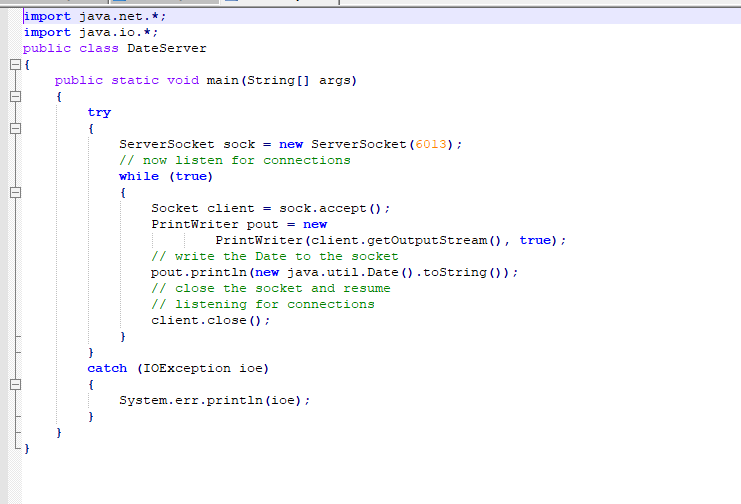 import java.net.*;
import java.io.*;
public class DateServer
{
    public static void main(String[] args)
    {
        try
        {
            ServerSocket sock = new ServerSocket(6013);
            // now listen for connections
            while (true)
            {
                Socket client = sock.accept();
                PrintWriter pout = new
                        PrintWriter(client.getOutputStream(), true);
                // write the Date to the socket
                pout.println(new java.util.Date().toString());
                // close the socket and resume
                // listening for connections
                client.close();
            }
        }
        catch (IOException ioe)
        {
            System.err.println(ioe);
        }
    }
}